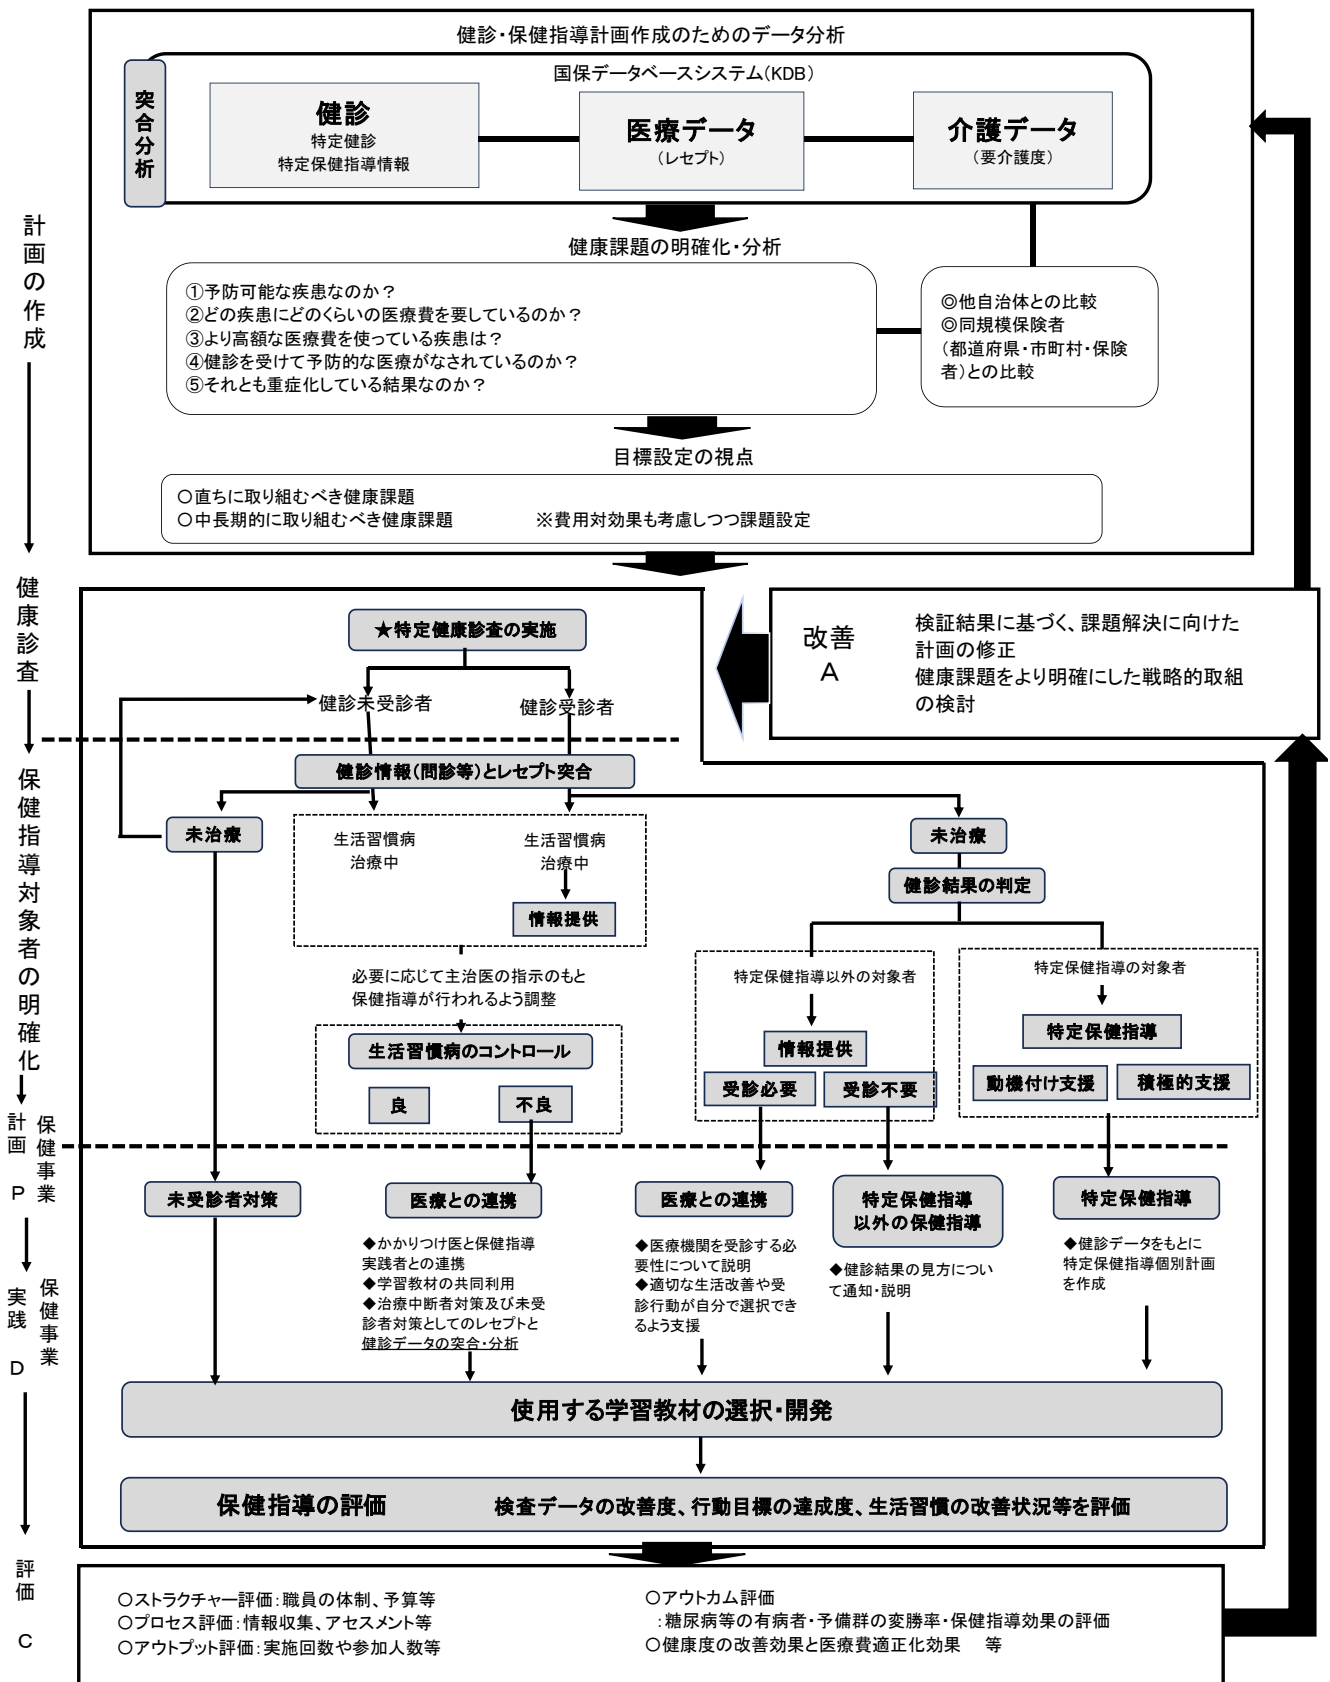 健診・保健指導計画作成のためのデータ分析
国保データベースシステム(KDB)
突合分析
健診
特定健診
特定保健指導情報
医療データ
(レセプト)
介護データ
(要介護度)
計画の作成
健康課題の明確化・分析
①予防可能な疾患なのか？
②どの疾患にどのくらいの医療費を要しているのか？
③より高額な医療費を使っている疾患は？
④健診を受けて予防的な医療がなされているのか？
⑤それとも重症化している結果なのか？
◎他自治体との比較
◎同規模保険者
(都道府県・市町村・保険
者)との比較
目標設定の視点
○直ちに取り組むべき健康課題
○中長期的に取り組むべき健康課題　※費用対効果も考慮しつつ課題設定
健康診査
★特定健康診査の実施
健診未受診者
健診受診者
改善
A
検証結果に基づく、課題解決に向けた
計画の修正
健康課題をより明確にした戦略的取組
の検討
保健指導対象者の明確化
健診情報(問診等)とレセプト突合
未治療
生活習慣病
治療中
生活習慣病
治療中
情報提供
未治療
健診結果の判定
必要に応じて主治医の指示のもと
保健指導が行われるよう調整
生活習慣病のコントロール
良
不良
特定保健指導以外の対象者
情報提供
受診必要
受診不要
特定保健指導の対象者
特定保健指導
動機付け支援
積極的支援
保健事業
計画 P
未受診者対策
医療との連携
◆かかりつけ医と保健指導
実践者との連携
◆学習教材の共同利用
◆治療中断者対策及び未受
診者対策としてのレセプトと
健診データの突合・分析
医療との連携
◆医療機関を受診する必
要性について説明
◆適切な生活改善や受
診行動が自分で選択でき
るよう支援
特定保健指導
以外の保健指導
◆健診結果の見方につい
て通知・説明
特定保健指導
◆健診データをもとに
特定保健指導個別計画
を作成
保健事業
実践 D
使用する学習教材の選択・開発
保健指導の評価　検査データの改善度、行動目標の達成度、生活習慣の改善状況等を評価
評価 C
○ストラクチャー評価：職員の体制、予算等
○プロセス評価：情報収集、アセスメント等
○アウトプット評価：実施回数や参加人数等
○アウトカム評価
：糖尿病等の有病者・予備群の変勝率・保健指導効果の評価
○健康度の改善効果と医療費適正化効果　等